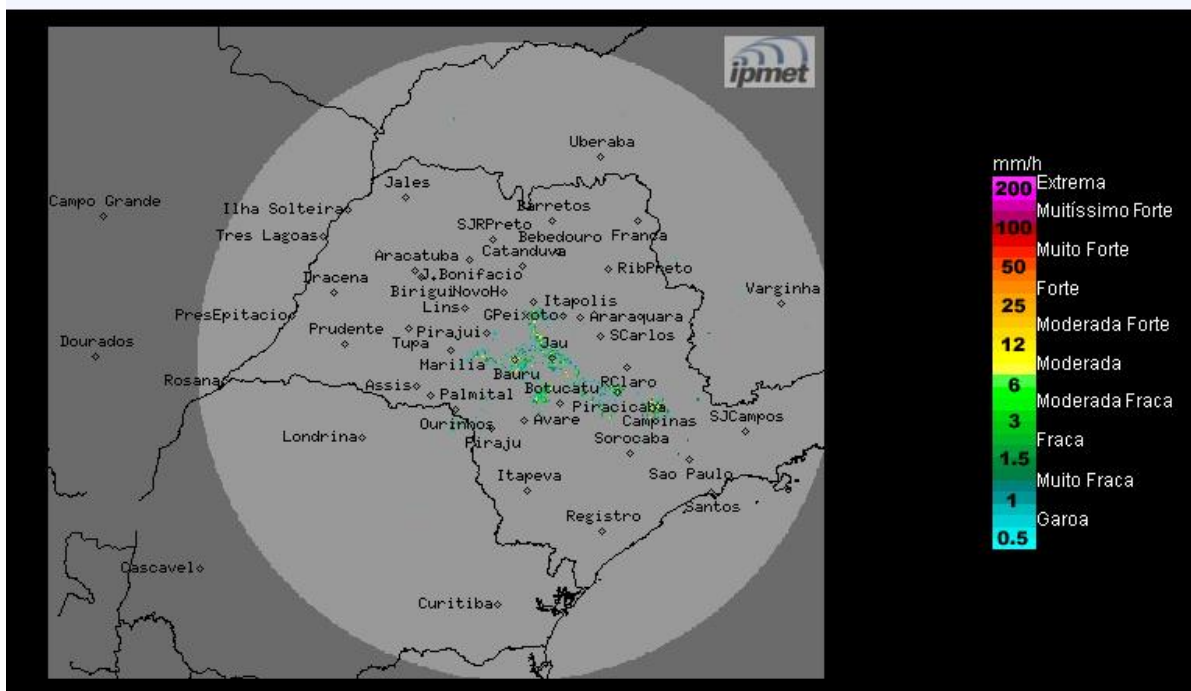 ipmet
Uberaba
Jales
Campo Grande
Ilha Solteira
Barretos
SJRPreto
Bebedouro
Franca
Tres Lagoas
Catanduva
Aracatuba
RibPreto
J.Bonifacio
Dracena
Birigui
NovoH
Varginha
Itapolis
Lins
GPeixoto
Araraquara
PresEpitacio
Prudente
Pirajui
SCarlos
Dourados
Tupa
Jau
Marilia
Bauru
Rosana
Assis
Botucatu
RClaro
Palmital
Piracicaba
Ourinhos
Avare
Campinas
SJCampos
Londrina
Piraju
Sorocaba
Itapeva
Sao Paulo
Santos
Registro
Cascavel
Curitiba
mm/h
200 Extrema
Muitíssimo Forte
100
Muito Forte
50
Forte
25
Moderada Forte
12
Moderada
6
Moderada Fraca
3
Fraca
1.5
Muito Fraca
1
Garoa
0.5